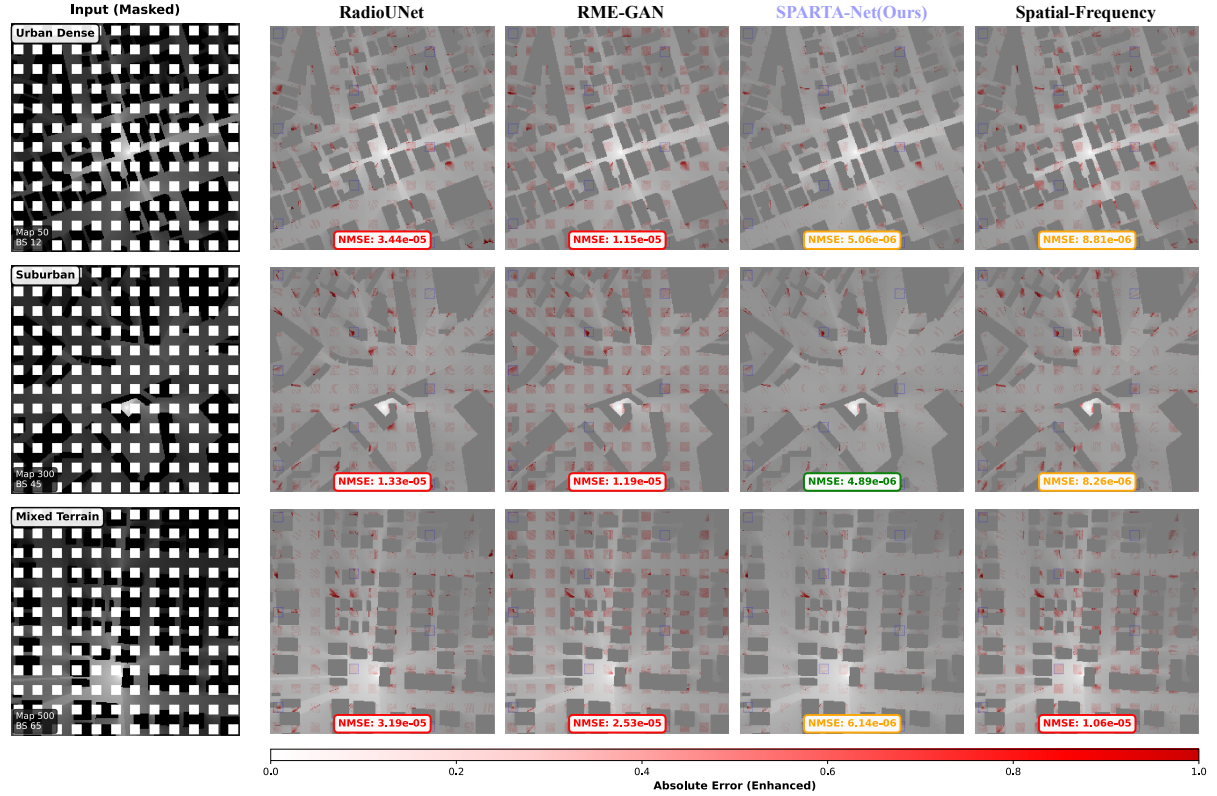 Input (Masked)
RadioUNet
RME-GAN
SPARTA-Net(Ours)
Spatial-Frequency
Urban Dense
Map 50
BS 12
NMSE: 3.44e-05
NMSE: 1.15e-05
NMSE: 5.06e-06
NMSE: 8.81e-06
Suburban
Map 300
BS 45
NMSE: 1.33e-05
NMSE: 1.19e-05
NMSE: 4.89e-06
NMSE: 8.26e-06
Mixed Terrain
Map 500
BS 65
NMSE: 3.19e-05
NMSE: 2.53e-05
NMSE: 6.14e-06
NMSE: 1.06e-05
0.0 0.2 0.4 0.6 0.8 1.0
Absolute Error (Enhanced)